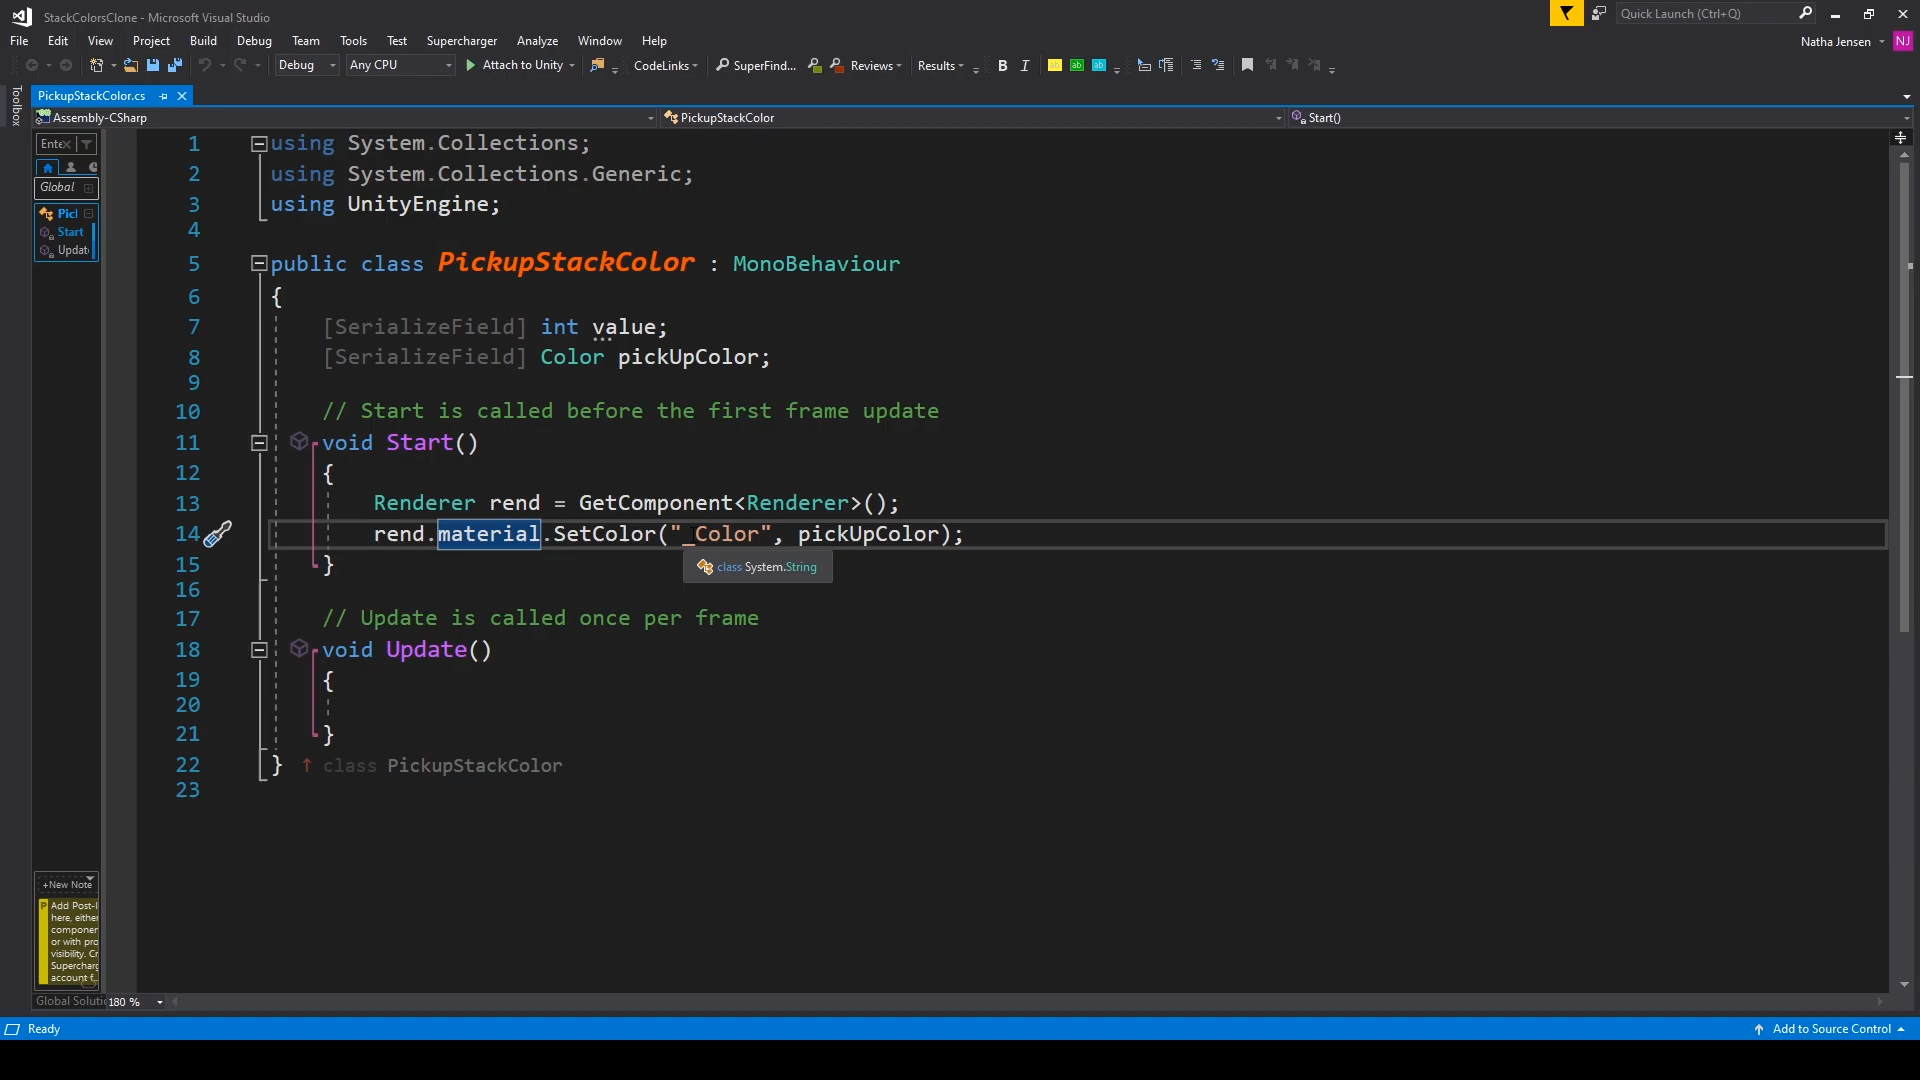 StackColorsClone - Microsoft Visual Studio
Quick Launch (Ctrl+Q)
File Edit View Project Build Debug Team Tools Test Supercharger Analyze Window Help
Natha Jensen NJ
Debug Any CPU Attach to Unity CodeLinks SuperFind... Reviews Results B I ab ab ab
Toolbox
PickupStackColor.cs
Assembly-CSharp PickupStackColor Start()
Ente
Global
Picl
Start
Update
1 using System.Collections;
2 using System.Collections.Generic;
3 using UnityEngine;
4
5 public class PickupStackColor : MonoBehaviour
6 {
7 [SerializeField] int value;
8 [SerializeField] Color pickUpColor;
9
10 // Start is called before the first frame update
11 void Start()
12 {
13 Renderer rend = GetComponent<Renderer>();
14 rend.material.SetColor("_Color", pickUpColor);
class System.String
15 }
16
17 // Update is called once per frame
18 void Update()
19 {
20
21 }
22 } ↑ class PickupStackColor
23
+New Note
Add Post-I
here, either
componen
or with pro
visibility. Cr
Supercharg
account f...
Global Soluti 180 %
Ready
Add to Source Control